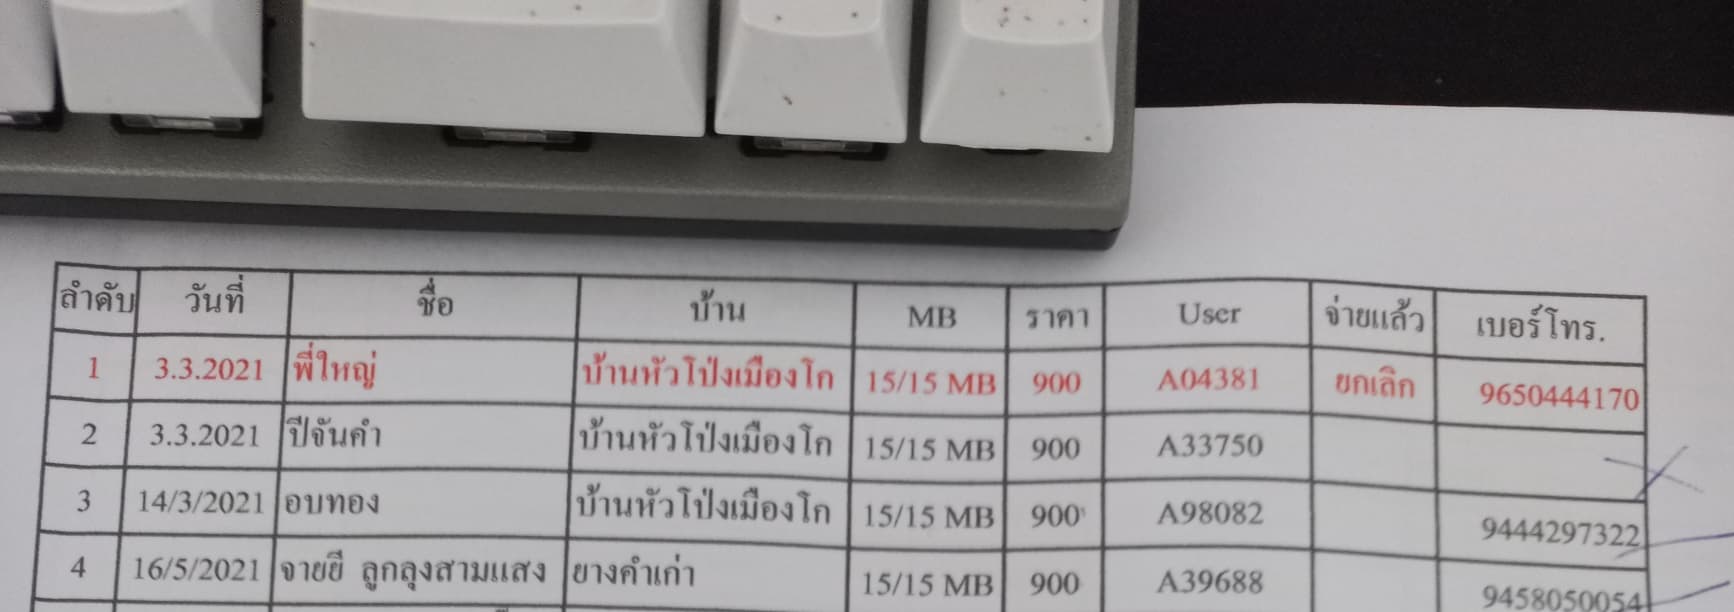 ลำดับ วันที่ ชื่อ บ้าน MB ราคา User จ่ายแล้ว เบอร์โทร.
1 3.3.2021 พี่ใหญ่ บ้านหัวโป่งเมืองโก 15/15 MB 900 A04381 ยกเลิก 9650444170
2 3.3.2021 ปีจันคำ บ้านหัวโป่งเมืองโก 15/15 MB 900 A33750
3 14/3/2021 อบทอง บ้านหัวโป่งเมืองโก 15/15 MB 900 A98082 9444297322
4 16/5/2021 จายยี ลูกลุงสามแสง ยางคำเก่า 15/15 MB 900 A39688 9458050054